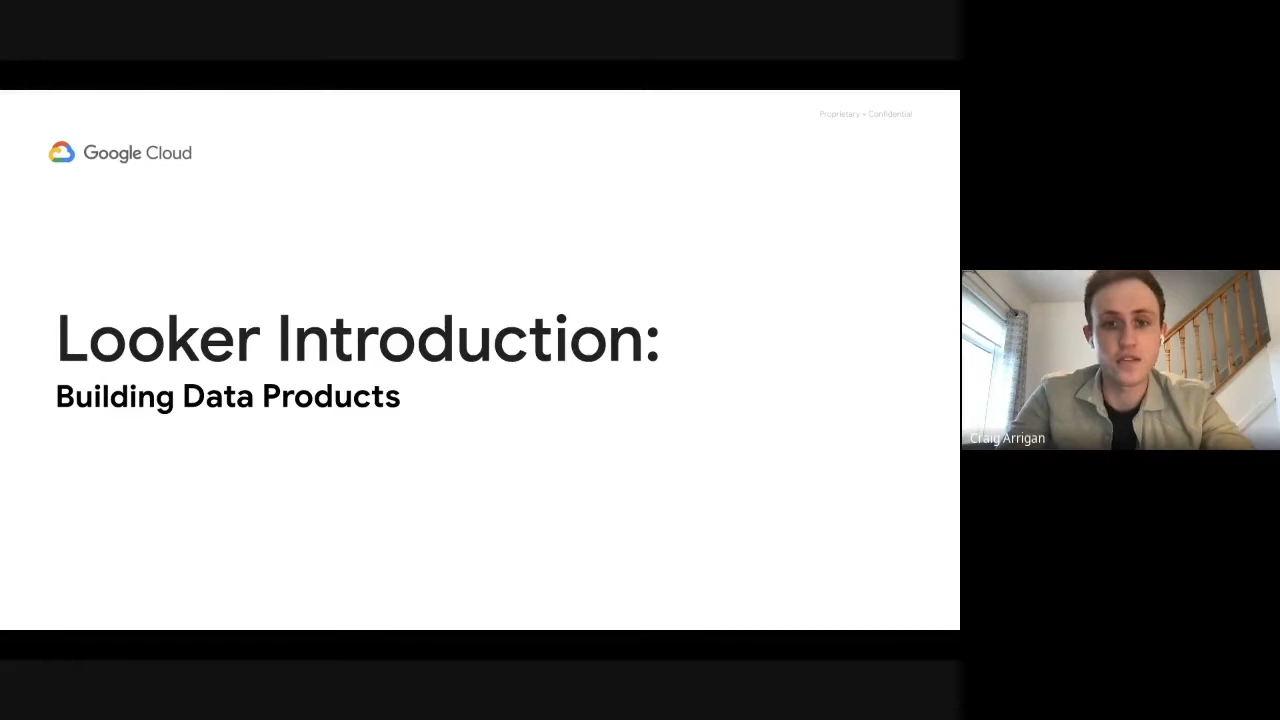 Proprietary + Confidential
Google Cloud
Looker Introduction:
Building Data Products
Craig Arrigan